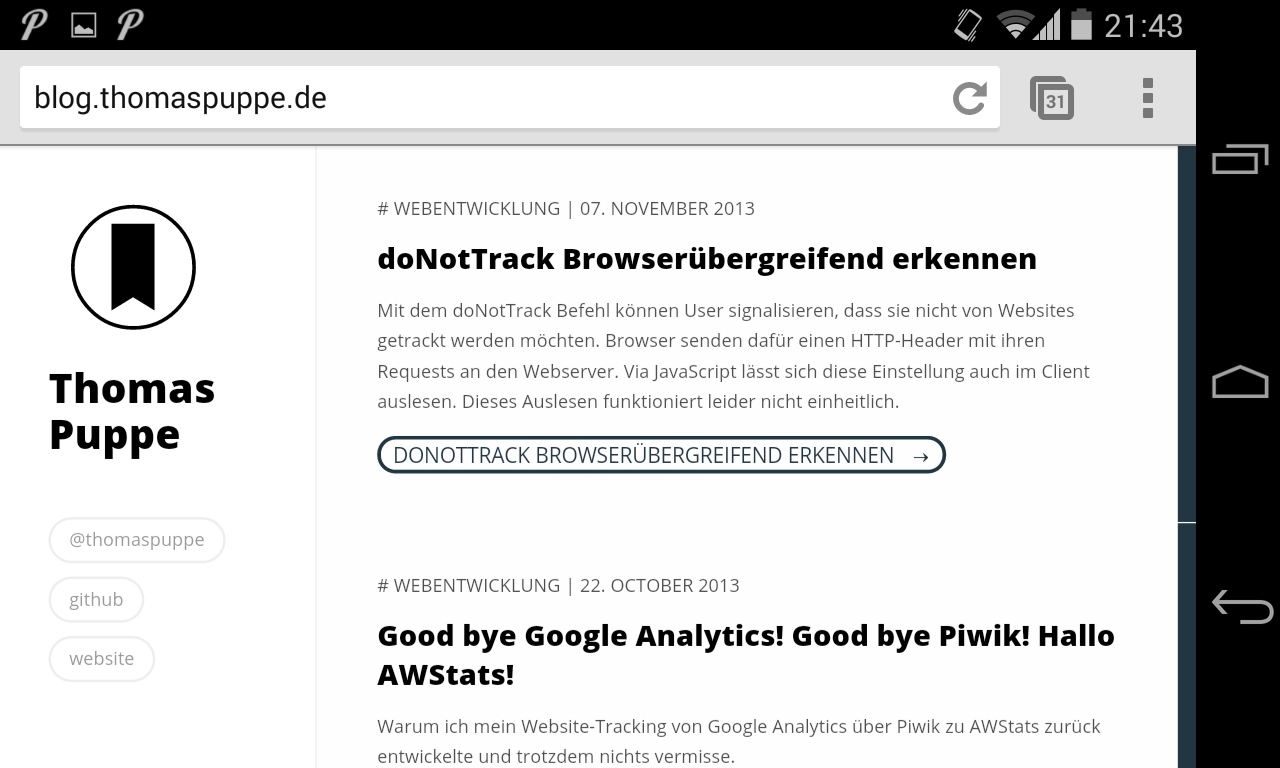 21:43
blog.thomaspuppe.de
31
Thomas
Puppe
@thomaspuppe
github
website
# WEBENTWICKLUNG | 07. NOVEMBER 2013
doNotTrack Browserübergreifend erkennen
Mit dem doNotTrack Befehl können User signalisieren, dass sie nicht von Websites
getrackt werden möchten. Browser senden dafür einen HTTP-Header mit ihren
Requests an den Webserver. Via JavaScript lässt sich diese Einstellung auch im Client
auslesen. Dieses Auslesen funktioniert leider nicht einheitlich.
DONOTTRACK BROWSERÜBERGREIFEND ERKENNEN →
# WEBENTWICKLUNG | 22. OCTOBER 2013
Good bye Google Analytics! Good bye Piwik! Hallo
AWStats!
Warum ich mein Website-Tracking von Google Analytics über Piwik zu AWStats zurück
entwickelte und trotzdem nichts vermisse.